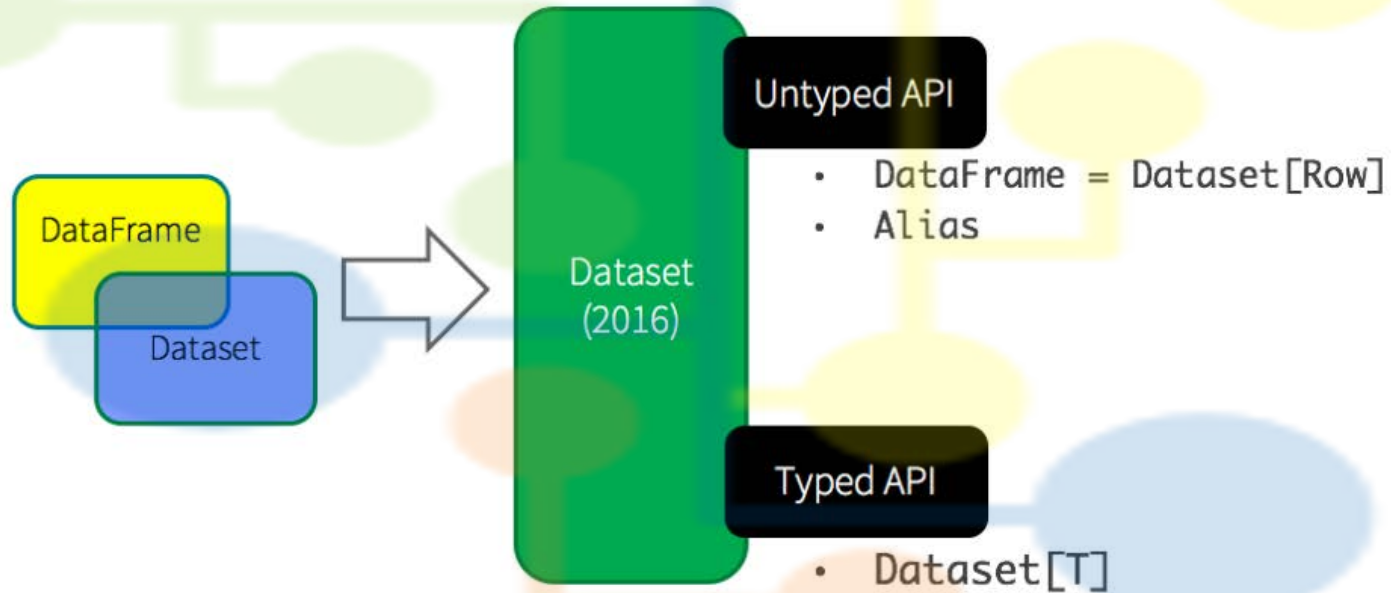 DataFrame
Dataset
Dataset
(2016)
Untyped API
• DataFrame = Dataset[Row]
• Alias
Typed API
• Dataset[T]